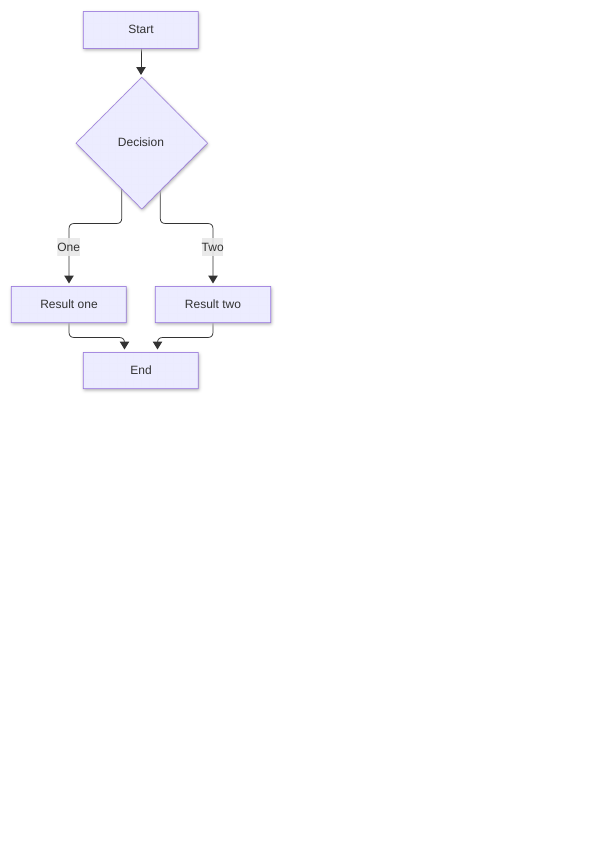 Start
Decision
One
Two
Result one
Result two
End